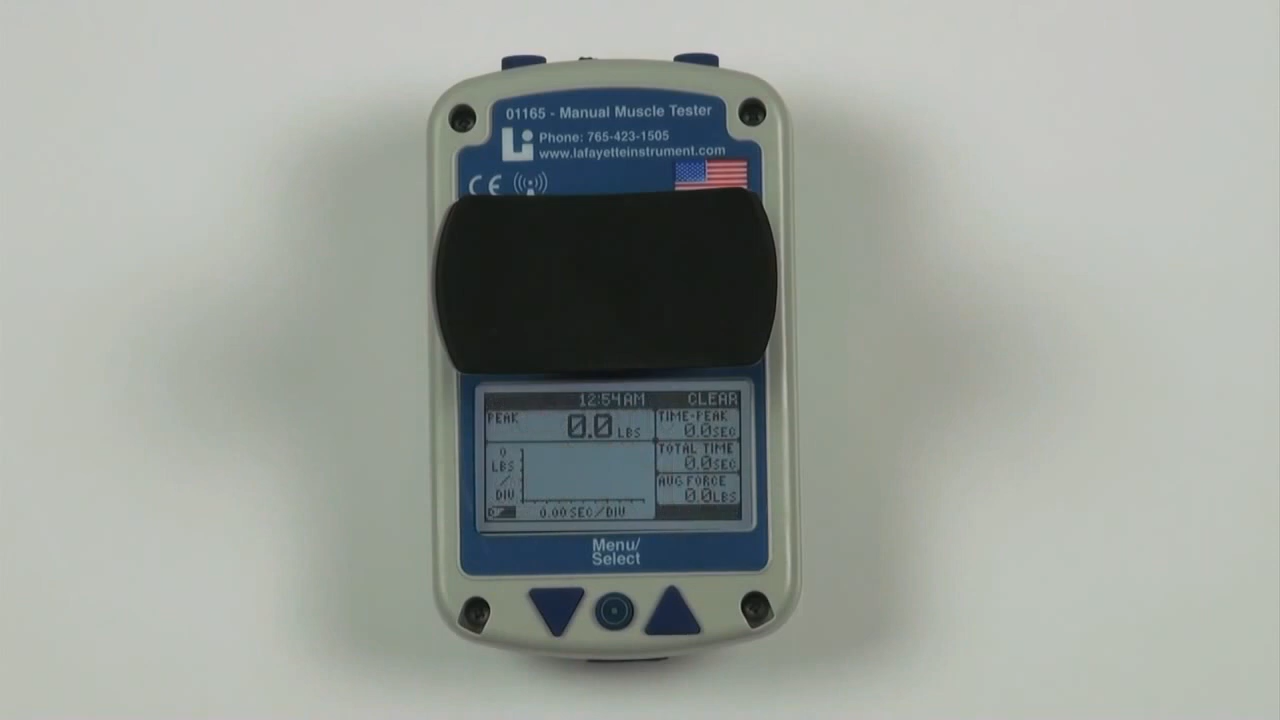 01165 - Manual Muscle Tester
Li
Phone: 765-423-1505
www.lafayetteinstrument.com
CE
12:54AM CLEAR
PEAK
0.0 LBS
TIME-PEAK
0.0SEC
TOTAL TIME
0.0SEC
AVG FORCE
0.0LBS
0
LBS
/
DIV
0.00SEC/DIV
Menu/
Select